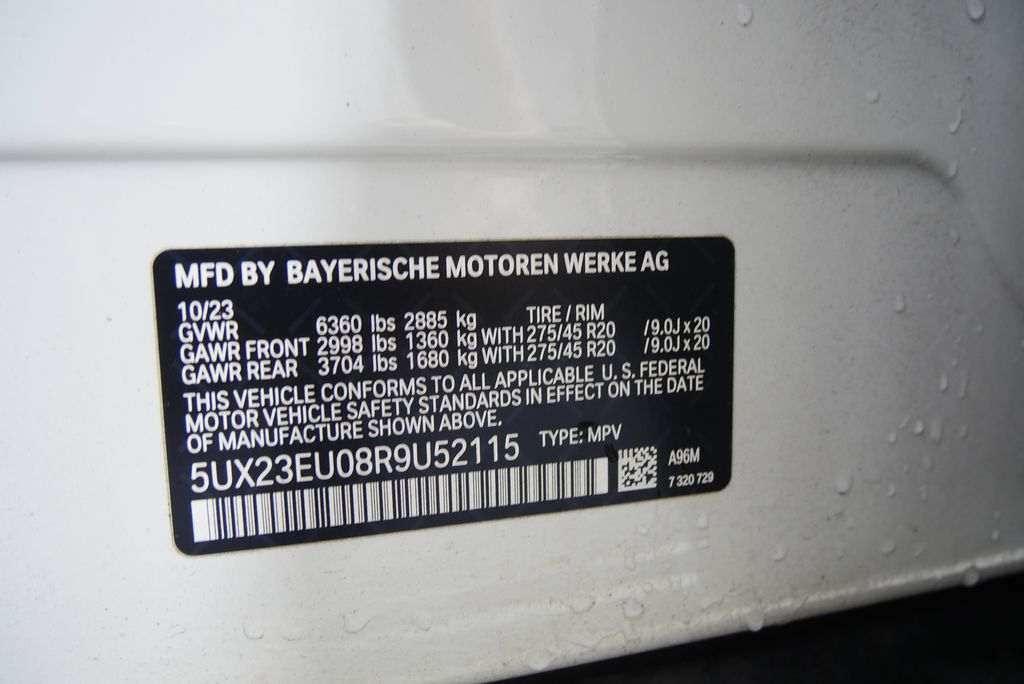 MFD BY BAYERISCHE MOTOREN WERKE AG
10/23 TIRE / RIM
GVWR 6360 lbs 2885 kg
GAWR FRONT 2998 lbs 1360 kg WITH 275/45 R20 /9.0J x 20
GAWR REAR 3704 lbs 1680 kg WITH 275/45 R20 /9.0J x 20
THIS VEHICLE CONFORMS TO ALL APPLICABLE U. S. FEDERAL
MOTOR VEHICLE SAFETY STANDARDS IN EFFECT ON THE DATE
OF MANUFACTURE SHOWN ABOVE.
5UX23EU08R9U52115 TYPE: MPV
A96M
7 320 729